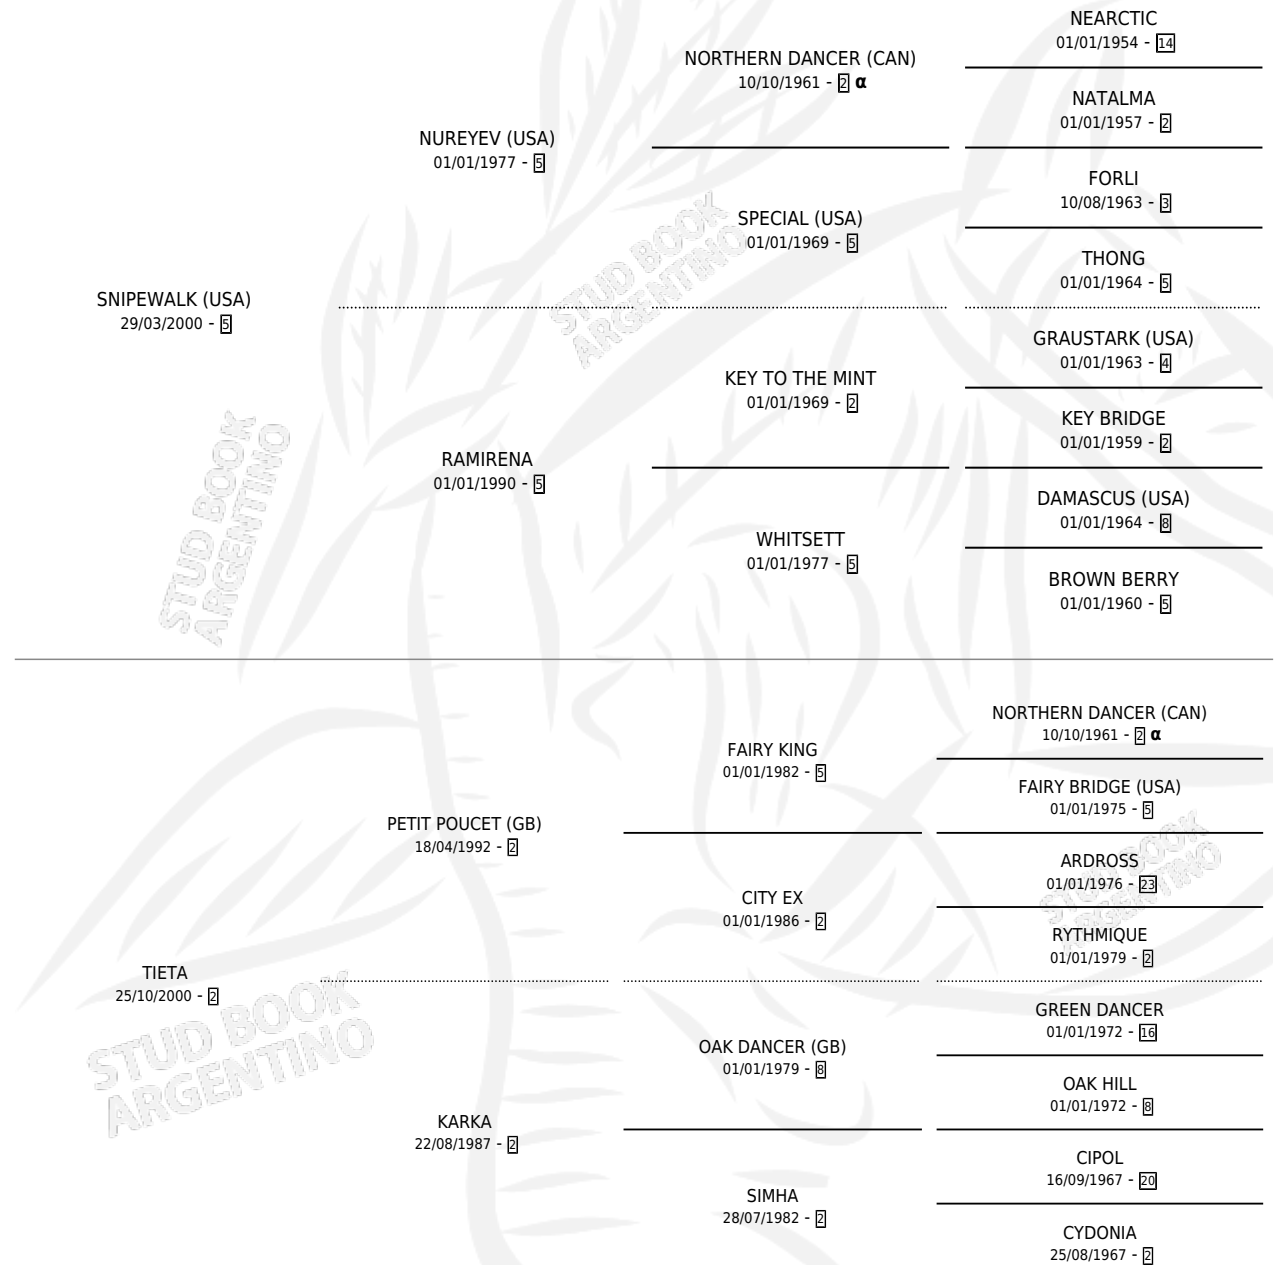 NEARCTIC
01/01/1954 - 14
NORTHERN DANCER (CAN)
10/10/1961 - 2 α
NATALMA
01/01/1957 - 2
NUREYEV (USA)
01/01/1977 - 5
FORLI
10/08/1963 - 3
SPECIAL (USA)
01/01/1969 - 5
THONG
01/01/1964 - 5
SNIPEWALK (USA)
29/03/2000 - 5
GRAUSTARK (USA)
01/01/1963 - 4
KEY TO THE MINT
01/01/1969 - 2
KEY BRIDGE
01/01/1959 - 2
RAMIRENA
01/01/1990 - 5
DAMASCUS (USA)
01/01/1964 - 8
WHITSETT
01/01/1977 - 5
BROWN BERRY
01/01/1960 - 5
NORTHERN DANCER (CAN)
10/10/1961 - 2 α
FAIRY KING
01/01/1982 - 5
FAIRY BRIDGE (USA)
01/01/1975 - 5
PETIT POUCET (GB)
18/04/1992 - 2
ARDROSS
01/01/1976 - 23
CITY EX
01/01/1986 - 2
RYTHMIQUE
01/01/1979 - 2
TIETA
25/10/2000 - 2
GREEN DANCER
01/01/1972 - 16
OAK DANCER (GB)
01/01/1979 - 8
OAK HILL
01/01/1972 - 8
KARKA
22/08/1987 - 2
CIPOL
16/09/1967 - 20
SIMHA
28/07/1982 - 2
CYDONIA
25/08/1967 - 2
STUD BOOK
ARGENTINO
STUD BOOK
ARGENTINO
STUD BOOK
ARGENTINO
STUD BOOK
ARGENTINO